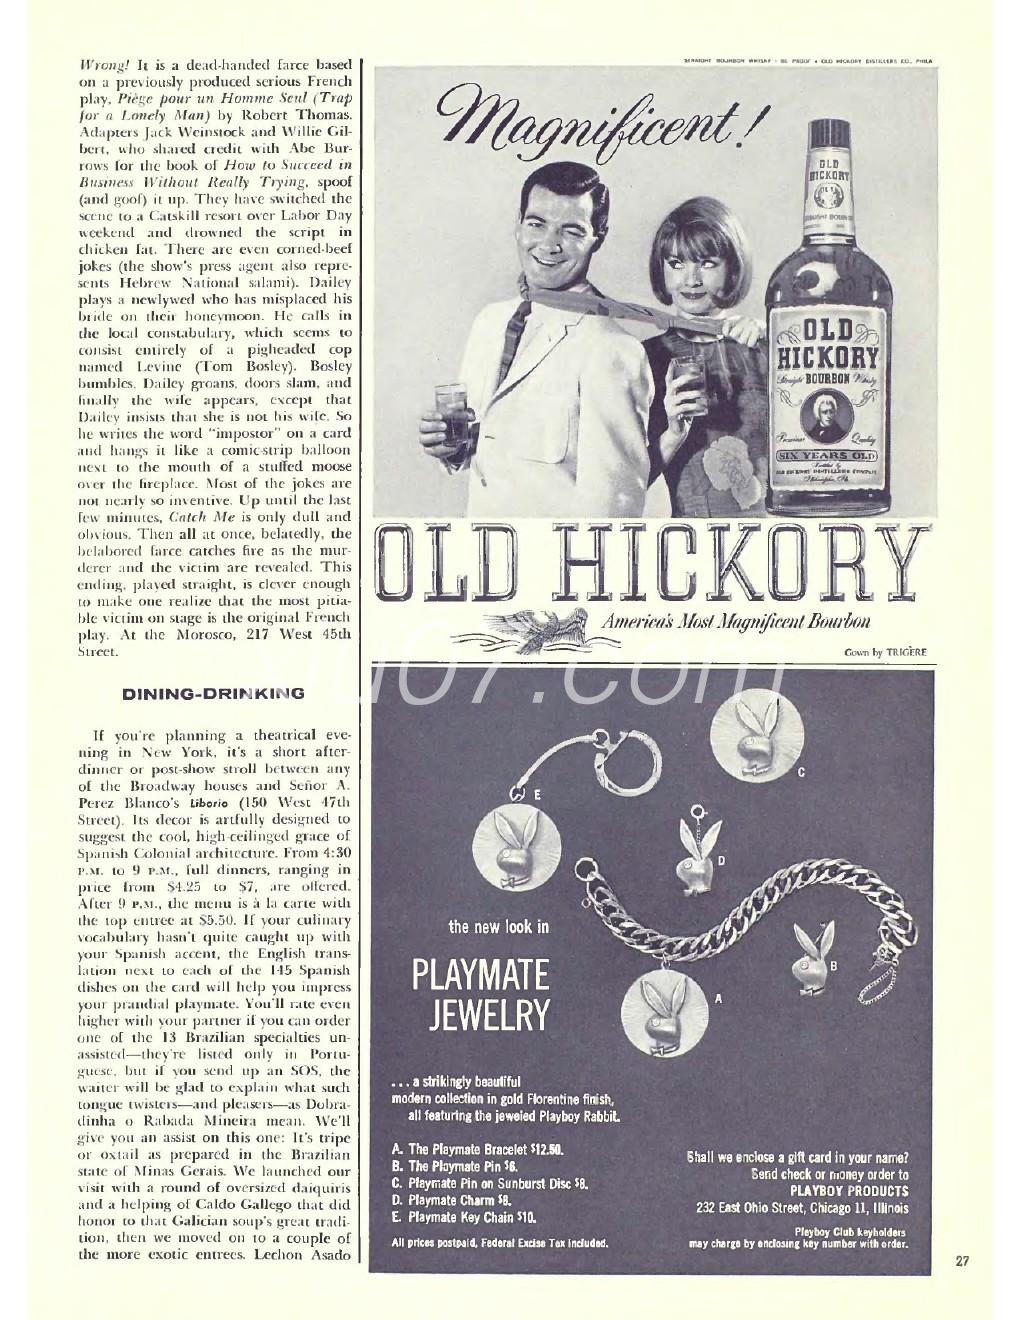 Wrong! It is a dead-handed farce based
on a previously produced serious French
play, Piège pour un Homme Seul (Trap
for a Lonely Man) by Robert Thomas.
Adapters Jack Weinstock and Willie Gil-
bert, who shared credit with Abe Bur-
rows for the book of How to Succeed in
Business Without Really Trying, spoof
(and goof) it up. They have switched the
scene to a Catskill resort over Labor Day
weekend and drowned the script in
chicken fat. There are even corned-beef
jokes (the show's press agent also repre-
sents Hebrew National salami). Dailey
plays a newlywed who has misplaced his
bride on their honeymoon. He calls in
the local constabulary, which seems to
consist entirely of a pigheaded cop
named Levine (Tom Bosley). Bosley
bumbles, Dailey groans, doors slam, and
finally the wife appears, except that
Dailey insists that she is not his wife. So
he writes the word "impostor" on a card
and hangs it like a comic-strip balloon
next to the mouth of a stuffed moose
over the fireplace. Most of the jokes are
not nearly so inventive. Up until the last
few minutes, Catch Me is only dull and
obvious. Then all at once, belatedly, the
belabored farce catches fire as the mur-
derer and the victim are revealed. This
ending, played straight, is clever enough
to make one realize that the most pitia-
ble victim on stage is the original French
play. At the Morosco, 217 West 45th
Street.
DINING-DRINKING
If you're planning a theatrical eve-
ning in New York, it's a short after-
dinner or post-show stroll between any
of the Broadway houses and Señor A.
Perez Blanco's Liborio (150 West 47th
Street). Its decor is artfully designed to
suggest the cool, high-ceilinged grace of
Spanish Colonial architecture. From 4:30
P.M. to 9 P.M., full dinners, ranging in
price from $4.25 to $7, are offered.
After 9 P.M., the menu is à la carte with
the top entree at $5.50. If your culinary
vocabulary hasn't quite caught up with
your Spanish accent, the English trans-
lation next to each of the 145 Spanish
dishes on the card will help you impress
your prandial playmate. You'll rate even
higher with your partner if you can order
one of the 13 Brazilian specialties un-
assisted—they're listed only in Portu-
guese, but if you send up an SOS, the
waiter will be glad to explain what such
tongue twisters—and pleasers—as Dobra-
dinha o Rabada Mineira mean. We'll
give you an assist on this one: It's tripe
or oxtail as prepared in the Brazilian
state of Minas Gerais. We launched our
visit with a round of oversized daiquiris
and a helping of Caldo Gallego that did
honor to that Galician soup's great tradi-
tion, then we moved on to a couple of
the more exotic entrees. Lechon Asado
STRAIGHT BOURBON WHISKY • 86 PROOF • OLD HICKORY DISTILLERS CO., PHILA
Magnificent!
OLD
HICKORY
STRAIGHT BOURBON
OLD
HICKORY
Straight BOURBON Whisky
Premium Quality
SIX YEARS OLD
OLD HICKORY DISTILLING COMPANY
Philadelphia, Pa.
OLD HICKORY
America's Most Magnificent Bourbon
Gown by TRIGÈRE
C
E
D
B
A
the new look in
PLAYMATE
JEWELRY
... a strikingly beautiful
modern collection in gold Florentine finish,
all featuring the jeweled Playboy Rabbit.
A. The Playmate Bracelet $12.50.
B. The Playmate Pin $6.
C. Playmate Pin on Sunburst Disc $8.
D. Playmate Charm $8.
E. Playmate Key Chain $10.
All prices postpaid, Federal Excise Tax included.
Shall we enclose a gift card in your name?
Send check or money order to
PLAYBOY PRODUCTS
232 East Ohio Street, Chicago 11, Illinois
Playboy Club keyholders
may charge by enclosing key number with order.
27